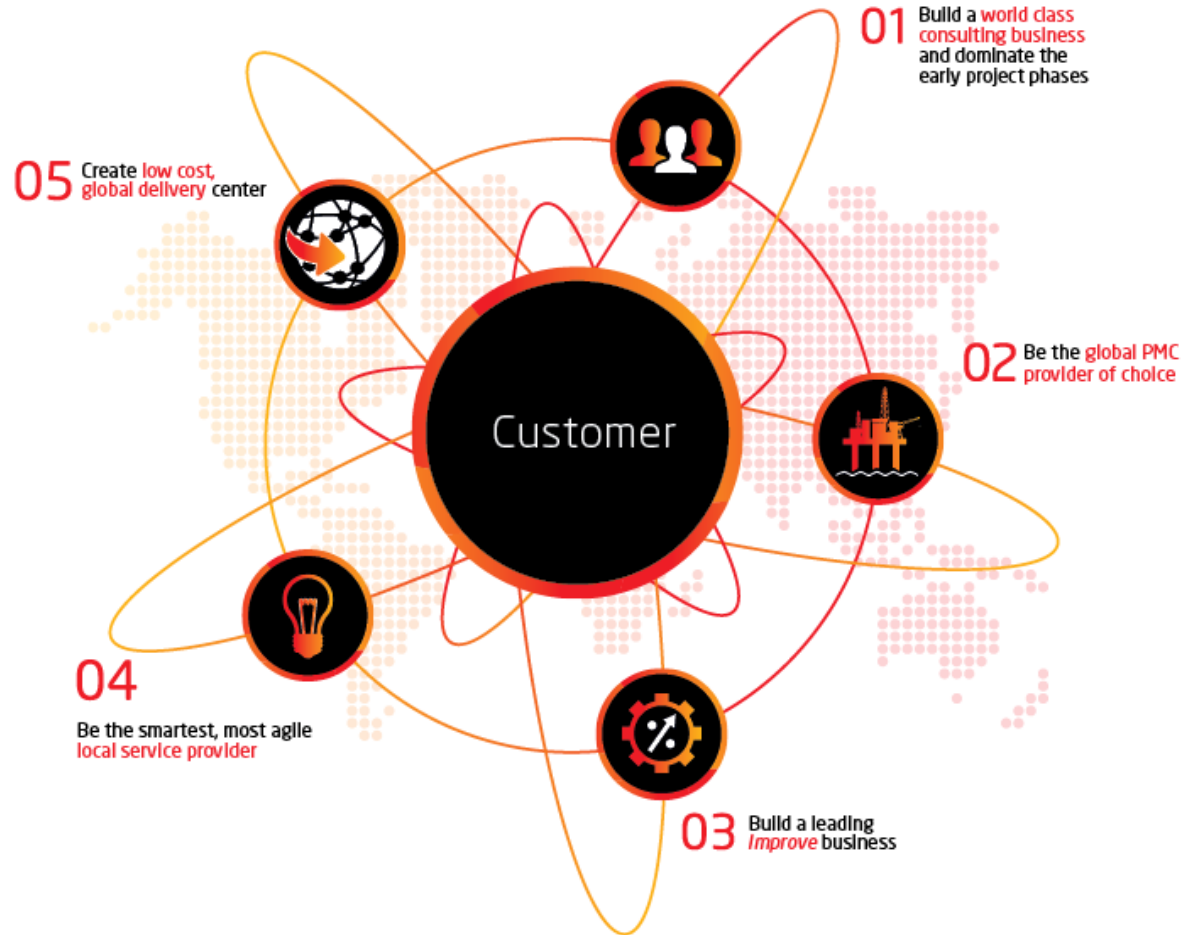 01
Build a world class
consulting business
and dominate the
early project phases
05
Create low cost,
global delivery center
02
Be the global PMC
provider of choice
Customer
04
Be the smartest, most agile
local service provider
03
Build a leading
Improve business